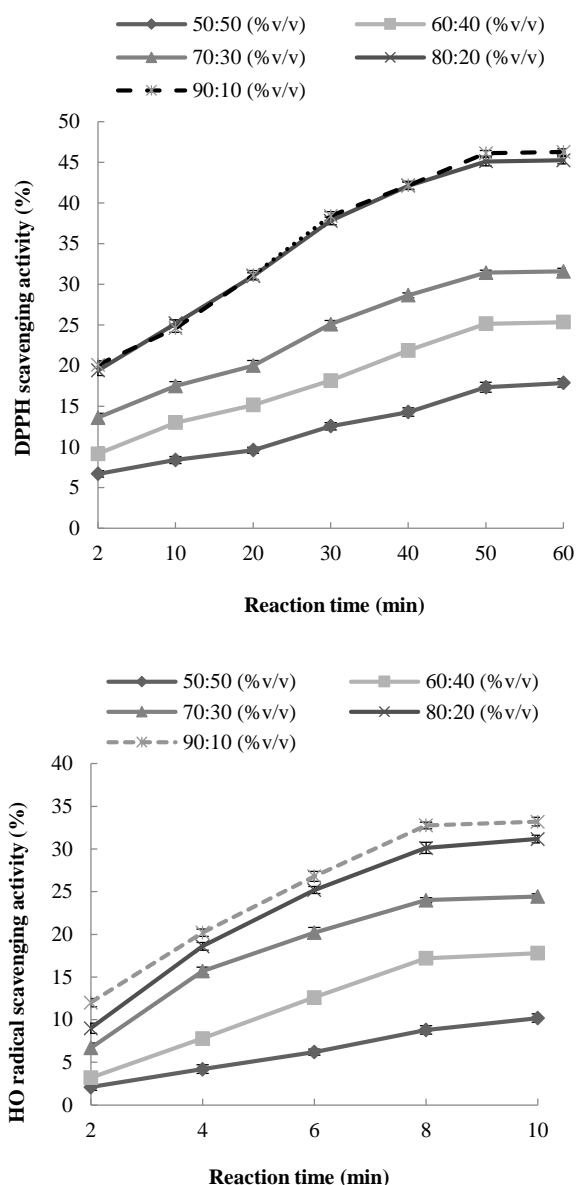 50:50 (%v/v) 60:40 (%v/v)
70:30 (%v/v) 80:20 (%v/v)
90:10 (%v/v)
50
45
40
35
30
25
20
15
10
5
0
DPPH scavenging activity (%)
2 10 20 30 40 50 60
Reaction time (min)
50:50 (%v/v) 60:40 (%v/v)
70:30 (%v/v) 80:20 (%v/v)
90:10 (%v/v)
40
35
30
25
20
15
10
5
0
HO radical scavenging activity (%)
2 4 6 8 10
Reaction time (min)